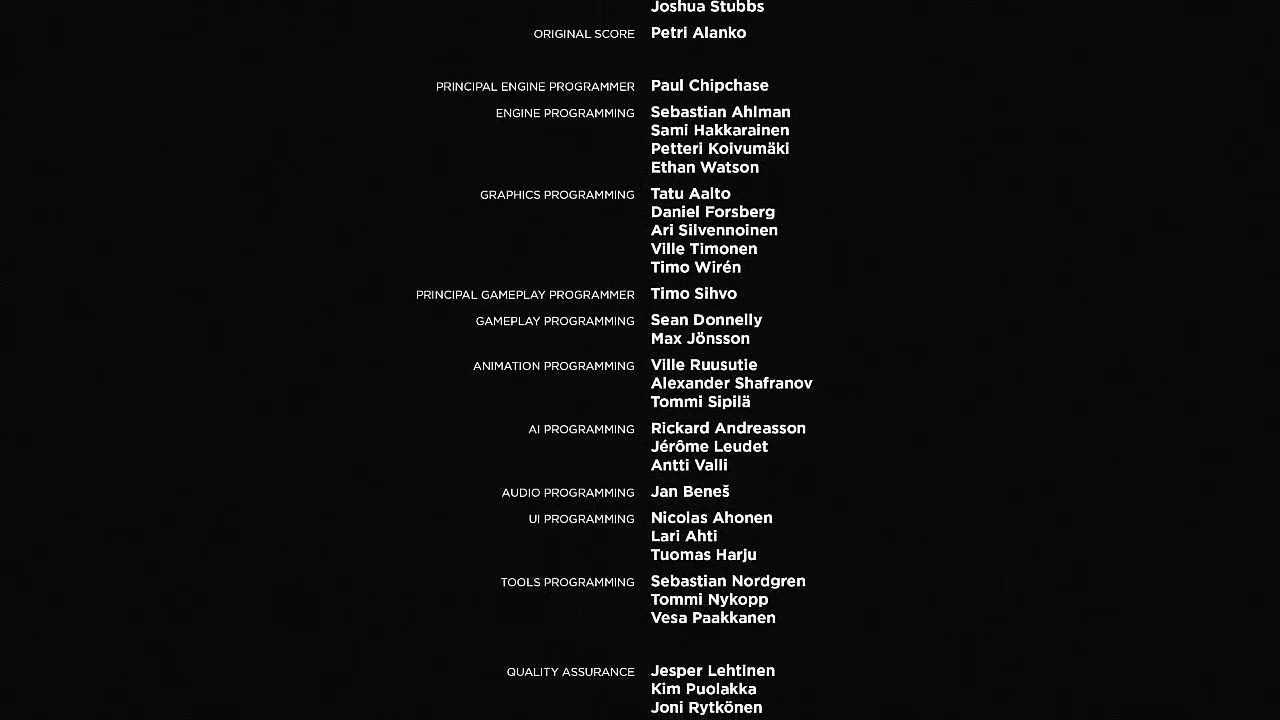 Joshua Stubbs
ORIGINAL SCORE Petri Alanko
PRINCIPAL ENGINE PROGRAMMER Paul Chipchase
ENGINE PROGRAMMING Sebastian Ahlman
Sami Hakkarainen
Petteri Koivumäki
Ethan Watson
GRAPHICS PROGRAMMING Tatu Aalto
Daniel Forsberg
Ari Silvennoinen
Ville Timonen
Timo Wirén
PRINCIPAL GAMEPLAY PROGRAMMER Timo Sihvo
GAMEPLAY PROGRAMMING Sean Donnelly
Max Jönsson
ANIMATION PROGRAMMING Ville Ruusutie
Alexander Shafranov
Tommi Sipilä
AI PROGRAMMING Rickard Andreasson
Jérôme Leudet
Antti Valli
AUDIO PROGRAMMING Jan Beneš
UI PROGRAMMING Nicolas Ahonen
Lari Ahti
Tuomas Harju
TOOLS PROGRAMMING Sebastian Nordgren
Tommi Nykopp
Vesa Paakkanen
QUALITY ASSURANCE Jesper Lehtinen
Kim Puolakka
Joni Rytkönen